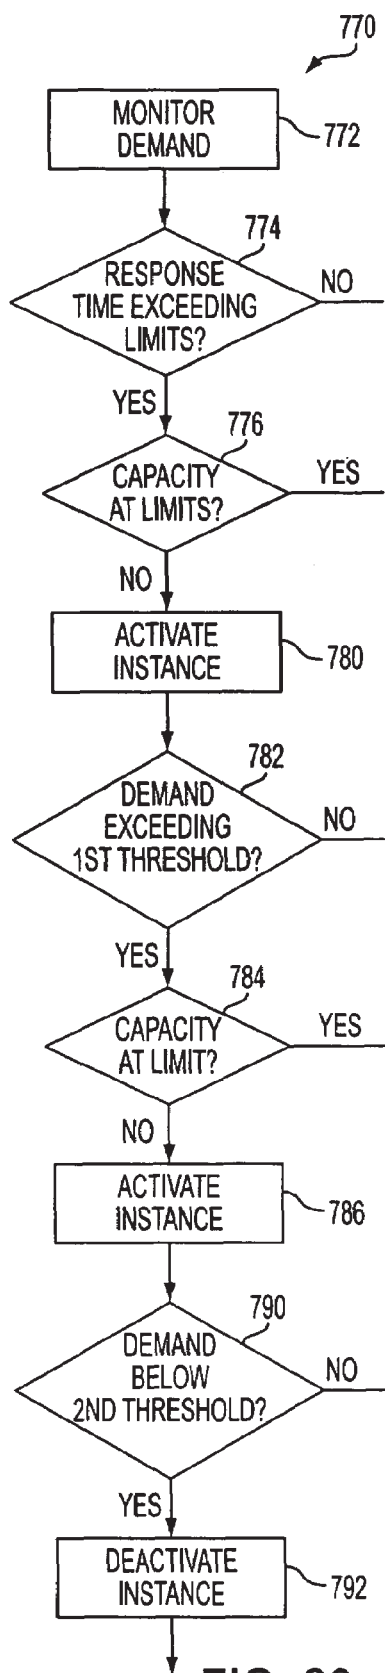 770
MONITOR
DEMAND
772
774
RESPONSE
TIME EXCEEDING
LIMITS?
NO
YES
776
CAPACITY
AT LIMITS?
YES
NO
ACTIVATE
INSTANCE
780
782
DEMAND
EXCEEDING
1ST THRESHOLD?
NO
YES
784
CAPACITY
AT LIMIT?
YES
NO
ACTIVATE
INSTANCE
786
790
DEMAND
BELOW
2ND THRESHOLD?
NO
YES
DEACTIVATE
INSTANCE
792